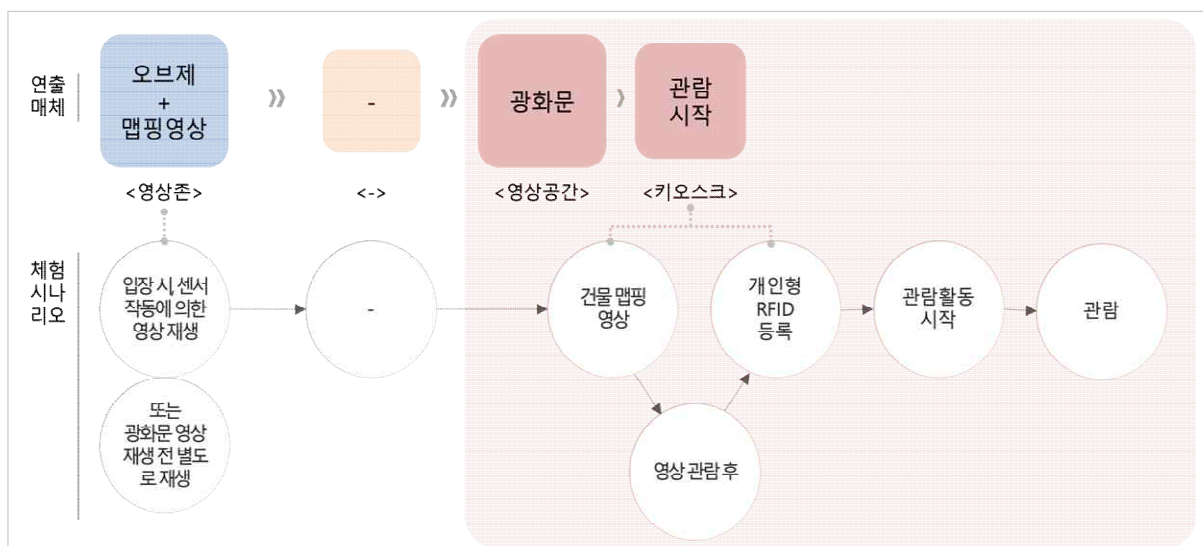 연출
매체
오브제
+
맵핑영상
-
광화문
관람
시작
<영상존>
<->
<영상공간>
<키오스크>
체험
시나
리오
입장 시, 센서
작동에 의한
영상 재생
-
건물 맵핑
영상
개인형
RFID
등록
관람활동
시작
관람
또는
광화문 영상
재생 전 별도
로 재생
영상 관람 후